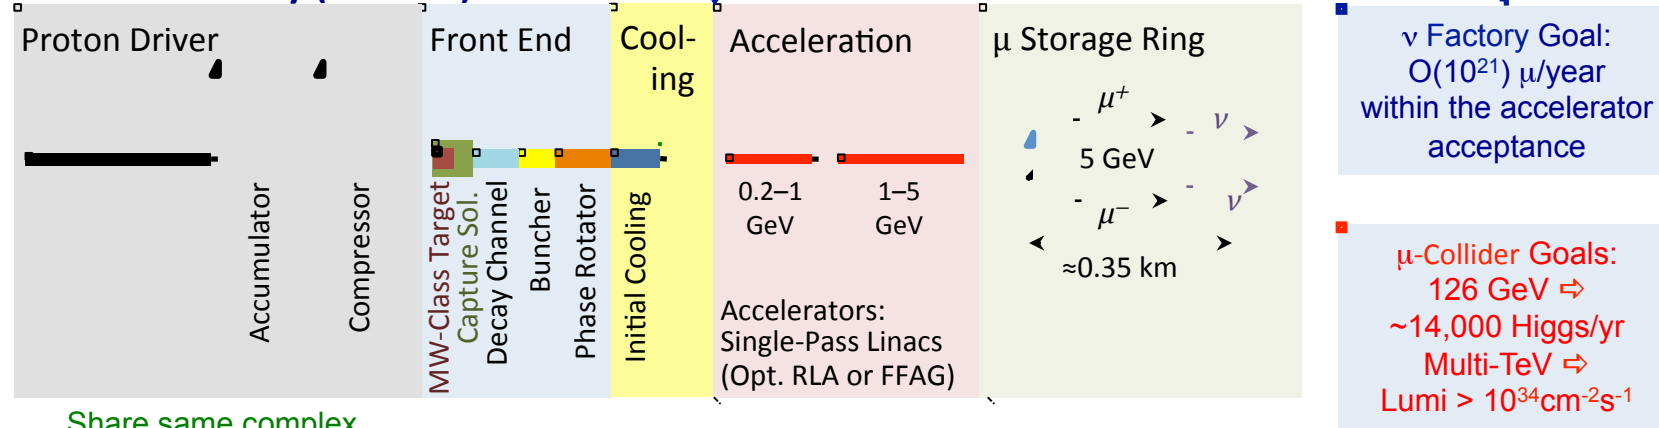 Proton Driver
Accumulator
Compressor
Front End
MW-Class Target
Capture Sol.
Decay Channel
Buncher
Phase Rotator
Cool-
ing
Initial Cooling
Acceleration
0.2–1
GeV
1–5
GeV
Accelerators:
Single-Pass Linacs
(Opt. RLA or FFAG)
μ Storage Ring
μ⁺
ν
5 GeV
μ⁻
ν
≈0.35 km
ν Factory Goal:
O(10²¹) μ/year
within the accelerator
acceptance
μ-Collider Goals:
126 GeV ⇨
~14,000 Higgs/yr
Multi-TeV ⇨
Lumi > 10³⁴cm⁻²s⁻¹
Share same complex